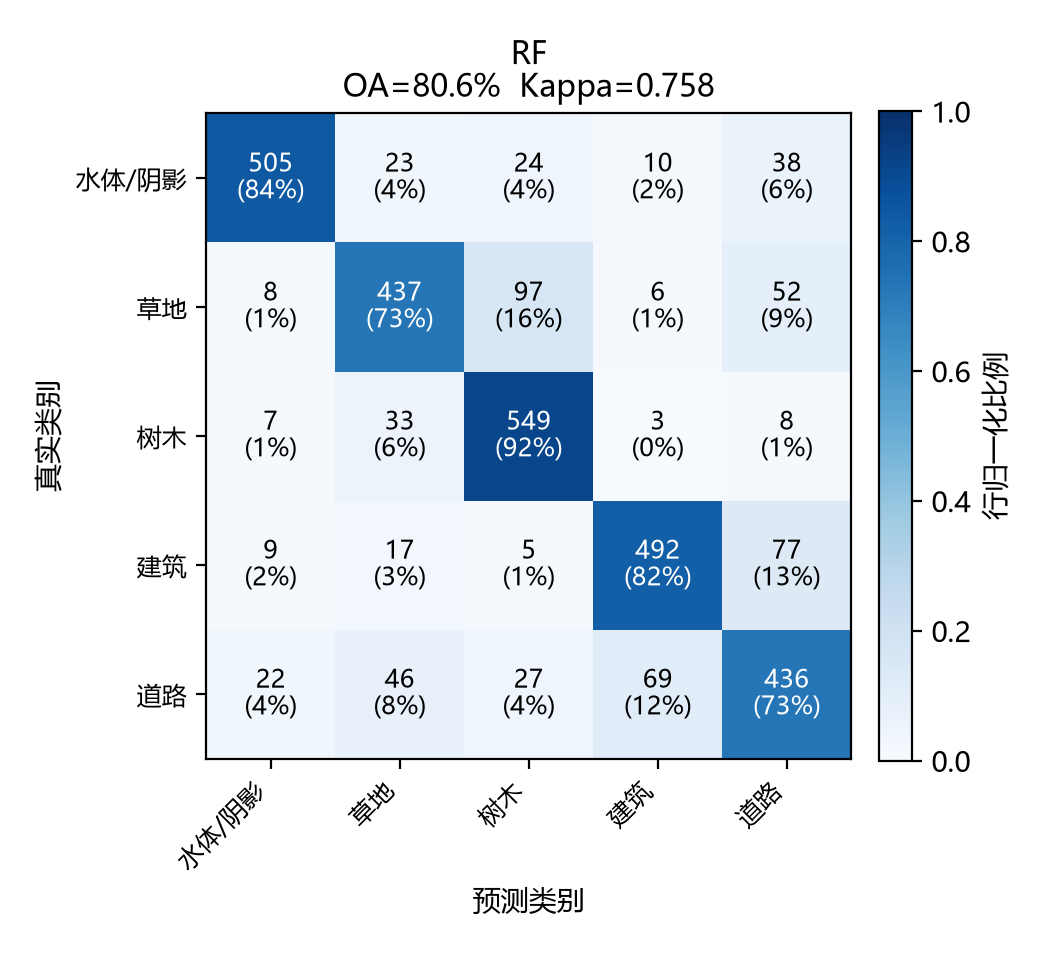 RF
OA=80.6% Kappa=0.758
真实类别
水体/阴影
505 23 24 10 38
(84%) (4%) (4%) (2%) (6%)
草地
8 437 97 6 52
(1%) (73%) (16%) (1%) (9%)
树木
7 33 549 3 8
(1%) (6%) (92%) (0%) (1%)
建筑
9 17 5 492 77
(2%) (3%) (1%) (82%) (13%)
道路
22 46 27 69 436
(4%) (8%) (4%) (12%) (73%)
水体/阴影 草地 树木 建筑 道路
预测类别
1.0
0.8
0.6
0.4
0.2
0.0
行归一化比例